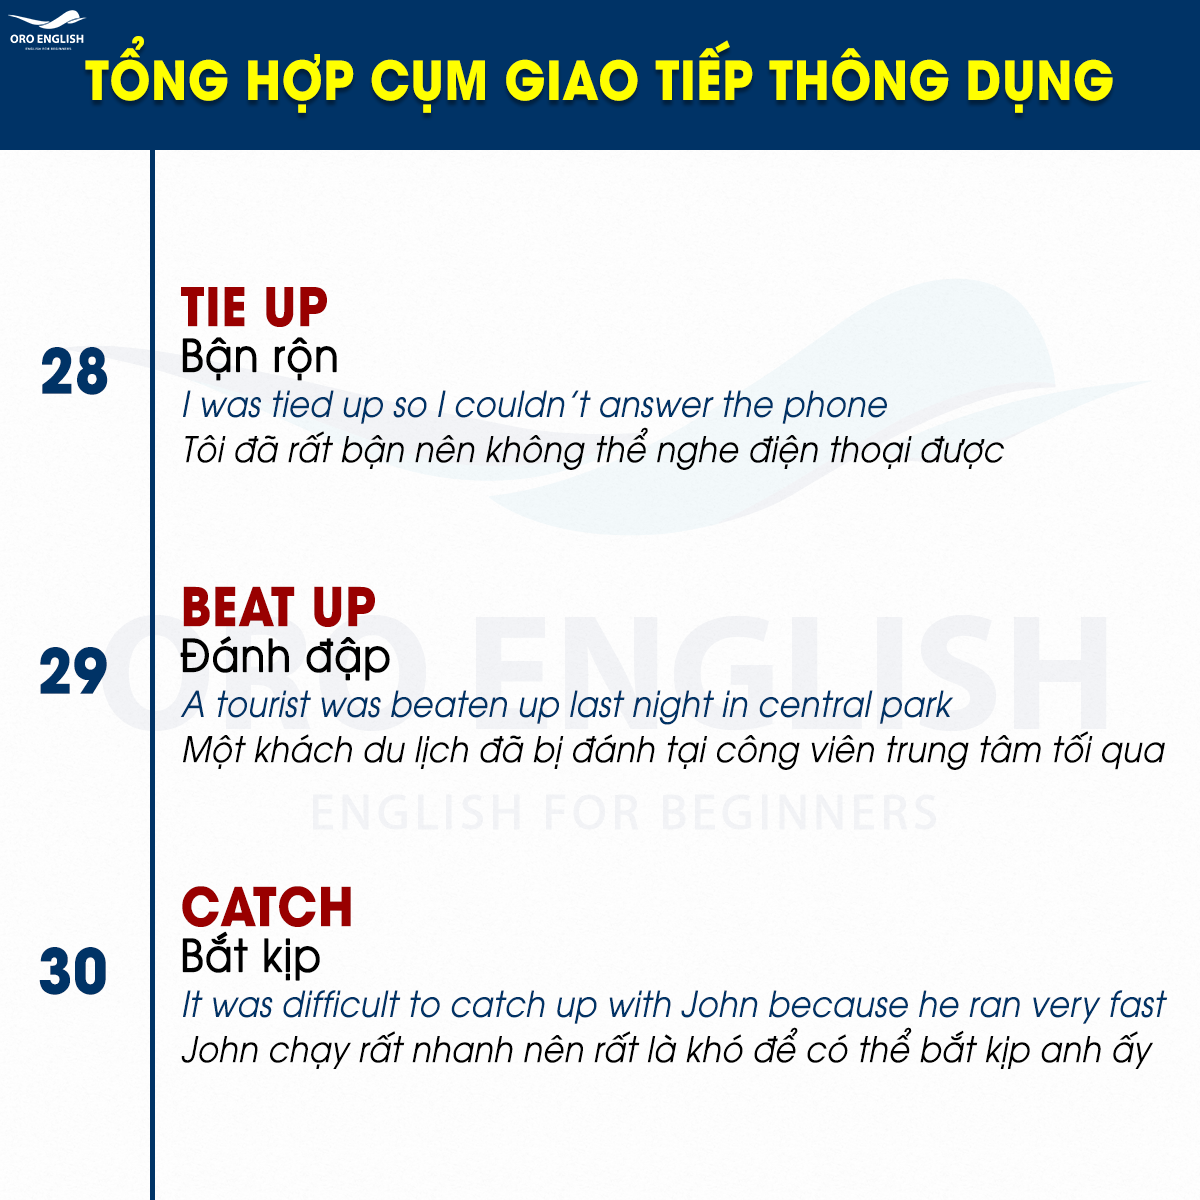 ORO ENGLISH
ENGLISH FOR BEGINNERS
TỔNG HỢP CỤM GIAO TIẾP THÔNG DỤNG
28
TIE UP
Bận rộn
I was tied up so I couldn't answer the phone
Tôi đã rất bận nên không thể nghe điện thoại được
29
BEAT UP
Đánh đập
A tourist was beaten up last night in central park
Một khách du lịch đã bị đánh tại công viên trung tâm tối qua
ORO ENGLISH
ENGLISH FOR BEGINNERS
30
CATCH
Bắt kịp
It was difficult to catch up with John because he ran very fast
John chạy rất nhanh nên rất là khó để có thể bắt kịp anh ấy